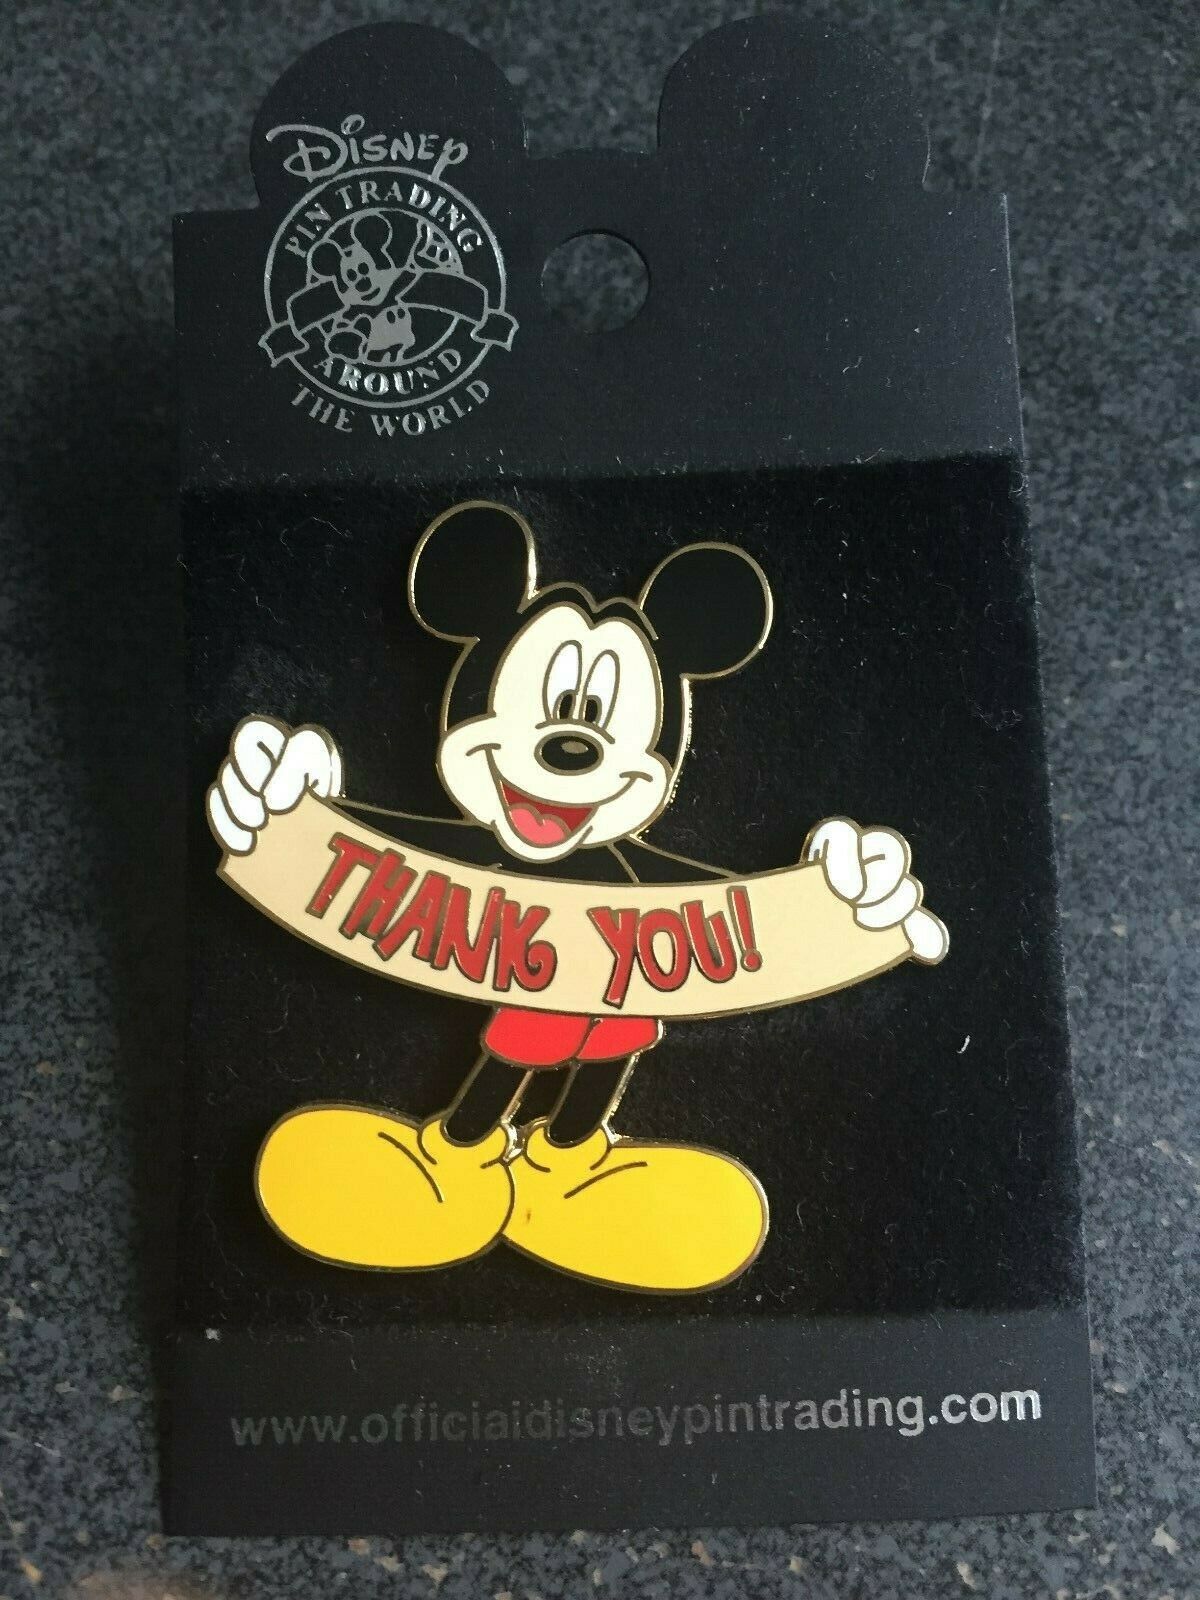 Disney
PIN TRADING
AROUND
THE WORLD
THANK YOU!
www.officialdisneypintrading.com